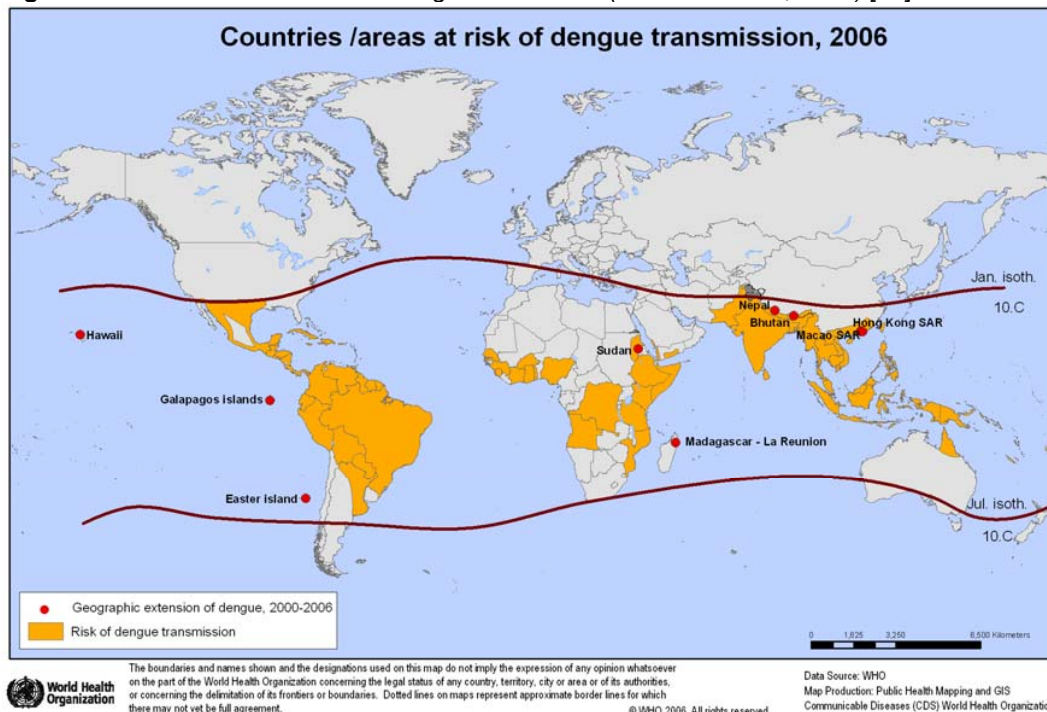 Countries /areas at risk of dengue transmission, 2006
Jan. isoth.
10.C
Nepal
Bhutan
Hong Kong SAR
Macao SAR
Hawaii
Sudan
Galapagos islands
Madagascar - La Reunion
Easter island
Jul. isoth.
10.C
Geographic extension of dengue, 2000-2006
Risk of dengue transmission
0 1,625 3,250 6,500 Kilometers
World Health
Organization
The boundaries and names shown and the designations used on this map do not imply the expression of any opinion whatsoever
on the part of the World Health Organization concerning the legal status of any country, territory, city or area or of its authorities,
or concerning the delimitation of its frontiers or boundaries. Dotted lines on maps represent approximate border lines for which
there may not yet be full agreement.
© WHO 2006. All rights reserved
Data Source: WHO
Map Production: Public Health Mapping and GIS
Communicable Diseases (CDS) World Health Organizatio